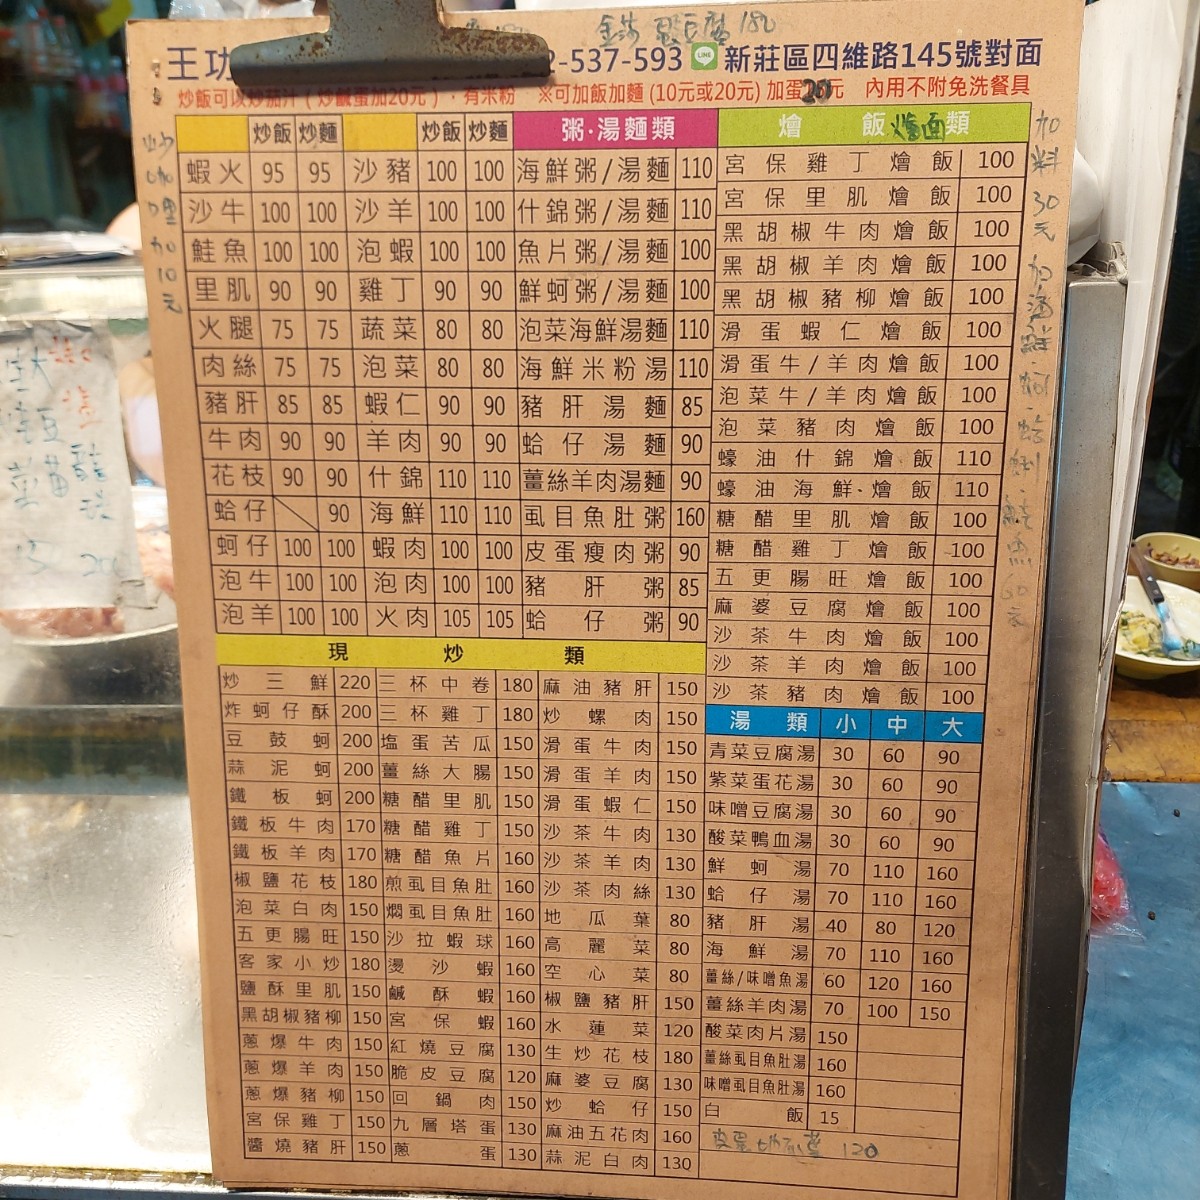 王功
2-537-593 LINE 新莊區四維路145號對面
炒飯可以炒茄汁(炒鹹蛋加20元)．有米粉 ※可加飯加麵(10元或20元)加蛋20元 內用不附免洗餐具
炒咖哩加10元
加料30元 加海鮮
炒飯 炒麵 炒飯 炒麵
蝦火 95 95 沙豬 100 100
沙牛 100 100 沙羊 100 100
鮭魚 100 100 泡蝦 100 100
里肌 90 90 雞丁 90 90
火腿 75 75 蔬菜 80 80
肉絲 75 75 泡菜 80 80
豬肝 85 85 蝦仁 90 90
牛肉 90 90 羊肉 90 90
花枝 90 90 什錦 110 110
蛤仔 90 海鮮 110 110
蚵仔 100 100 蝦肉 100 100
泡牛 100 100 泡肉 100 100
泡羊 100 100 火肉 105 105
粥·湯麵類
海鮮粥/湯麵 110
什錦粥/湯麵 110
魚片粥/湯麵 100
鮮蚵粥/湯麵 100
泡菜海鮮湯麵 110
海鮮米粉湯 110
豬肝湯麵 85
蛤仔湯麵 90
薑絲羊肉湯麵 90
虱目魚肚粥 160
皮蛋瘦肉粥 90
豬肝粥 85
蛤仔粥 90
燴飯燴面類
宮保雞丁燴飯 100
宮保里肌燴飯 100
黑胡椒牛肉燴飯 100
黑胡椒羊肉燴飯 100
黑胡椒豬柳燴飯 100
滑蛋蝦仁燴飯 100
滑蛋牛/羊肉燴飯 100
泡菜牛/羊肉燴飯 100
泡菜豬肉燴飯 100
蠔油什錦燴飯 110
蠔油海鮮燴飯 110
糖醋里肌燴飯 100
糖醋雞丁燴飯 100
五更腸旺燴飯 100
麻婆豆腐燴飯 100
沙茶牛肉燴飯 100
沙茶羊肉燴飯 100
沙茶豬肉燴飯 100
現炒類
炒三鮮 220 三杯中卷 180 麻油豬肝 150
炸蚵仔酥 200 三杯雞丁 180 炒螺肉 150
豆鼓蚵 200 塩蛋苦瓜 150 滑蛋牛肉 150
蒜泥蚵 200 薑絲大腸 150 滑蛋羊肉 150
鐵板蚵 200 糖醋里肌 150 滑蛋蝦仁 150
鐵板牛肉 170 糖醋雞丁 150 沙茶牛肉 130
鐵板羊肉 170 糖醋魚片 160 沙茶羊肉 130
椒鹽花枝 180 煎虱目魚肚 160 沙茶肉絲 130
泡菜白肉 150 燜虱目魚肚 160 地瓜葉 80
五更腸旺 150 沙拉蝦球 160 高麗菜 80
客家小炒 180 燙沙蝦 160 空心菜 80
鹽酥里肌 150 鹹酥蝦 160 椒鹽豬肝 150
黑胡椒豬柳 150 宮保蝦 160 水蓮菜 120
蔥爆牛肉 150 紅燒豆腐 130 生炒花枝 180
蔥爆羊肉 150 脆皮豆腐 120 麻婆豆腐 130
蔥爆豬柳 150 回鍋肉 150 炒蛤仔 150
宮保雞丁 150 九層塔蛋 130 麻油五花肉 160
醬燒豬肝 150 蔥蛋 130 蒜泥白肉 130
湯類 小 中 大
青菜豆腐湯 30 60 90
紫菜蛋花湯 30 60 90
味噌豆腐湯 30 60 90
酸菜鴨血湯 30 60 90
鮮蚵湯 70 110 160
蛤仔湯 70 110 160
豬肝湯 40 80 120
海鮮湯 70 110 160
薑絲/味噌魚湯 60 120 160
薑絲羊肉湯 70 100 150
酸菜肉片湯 150
薑絲虱目魚肚湯 160
味噌虱目魚肚湯 160
白飯 15
皮蛋地瓜葉 120